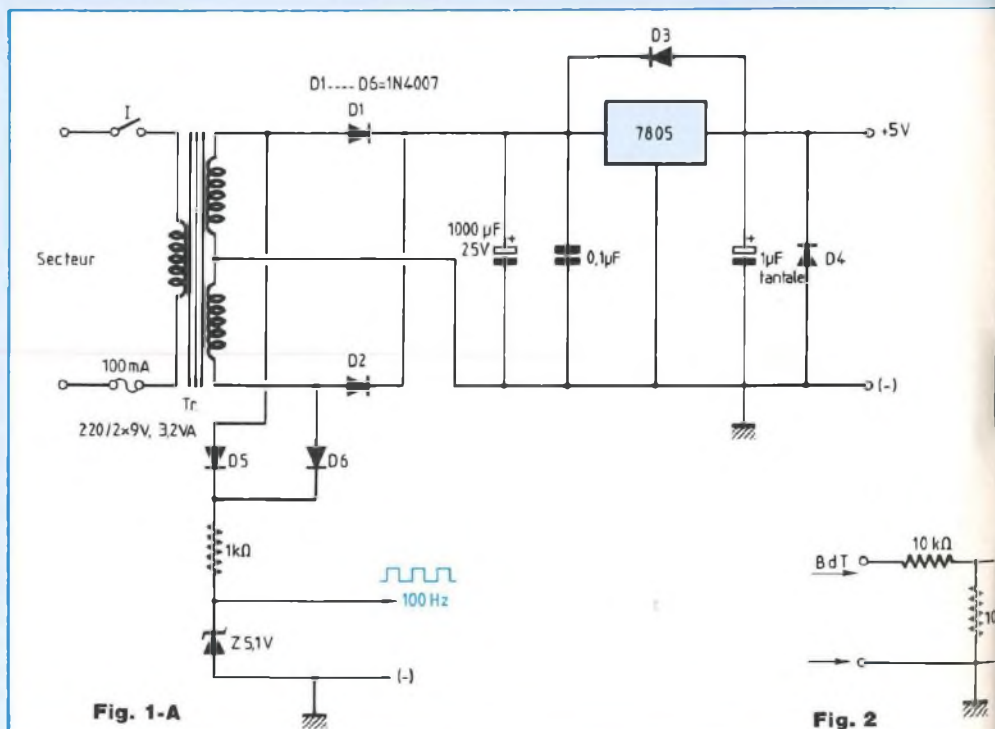 D3
D1---- D6=1N4007
D1
I
7805
+5V
Secteur
1000 µF
25V
+
0,1µF
+
1µF
tantale
D4
100mA
D2
(-)
Tr.
220/2×9V, 3,2VA
D5
D6
1kΩ
100 Hz
Z 5,1V
(-)
Fig. 1-A
BdT
10 kΩ
Fig. 2